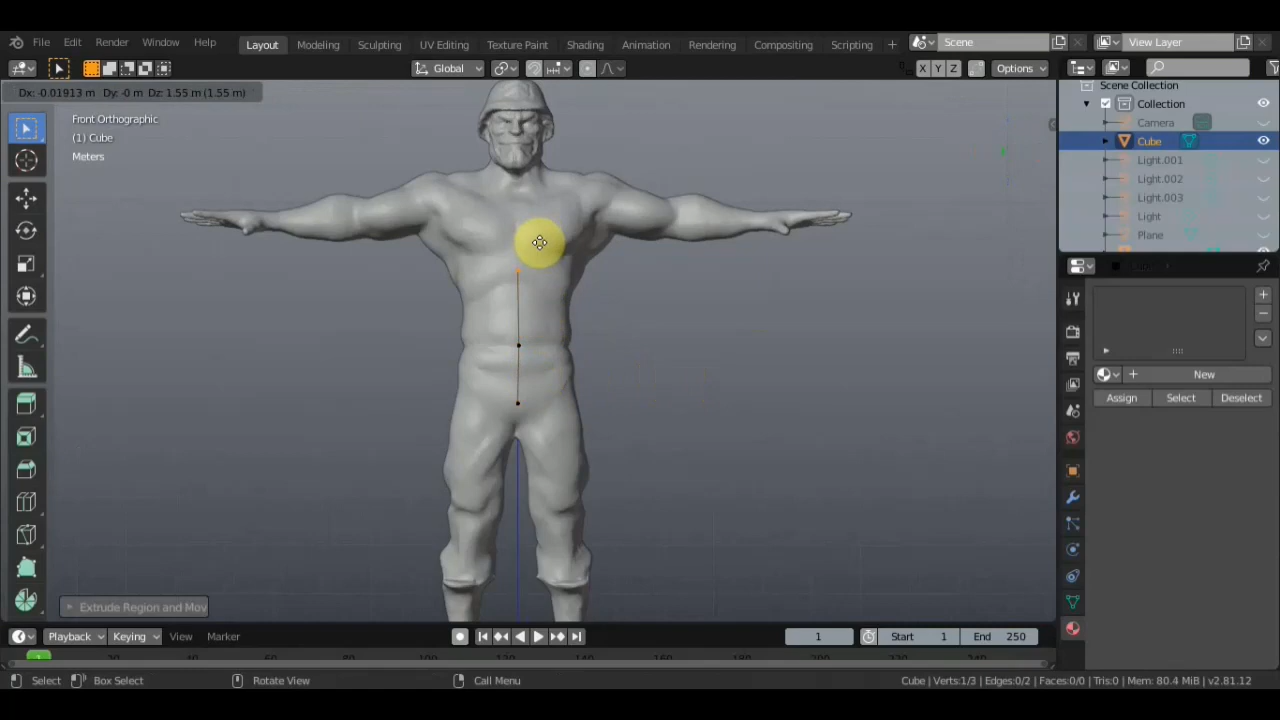 File Edit Render Window Help Layout Modeling Sculpting UV Editing Texture Paint Shading Animation Rendering Compositing Scripting + Scene View Layer
Global X Y Z Options
Dx: -0.01913 m Dy: -0 m Dz: 1.55 m (1.55 m)
Scene Collection
Front Orthographic
Collection
(1) Cube
Camera
Cube
Meters
Light.001
Light.002
Light.003
Light
Plane
New
Assign Select Deselect
Extrude Region and Mov
Playback Keying View Marker 1 Start 1 End 250
1
Select Box Select Rotate View Call Menu Cube | Verts:1/3 | Edges:0/2 | Faces:0/0 | Tris:0 | Mem: 80.4 MiB | v2.81.12